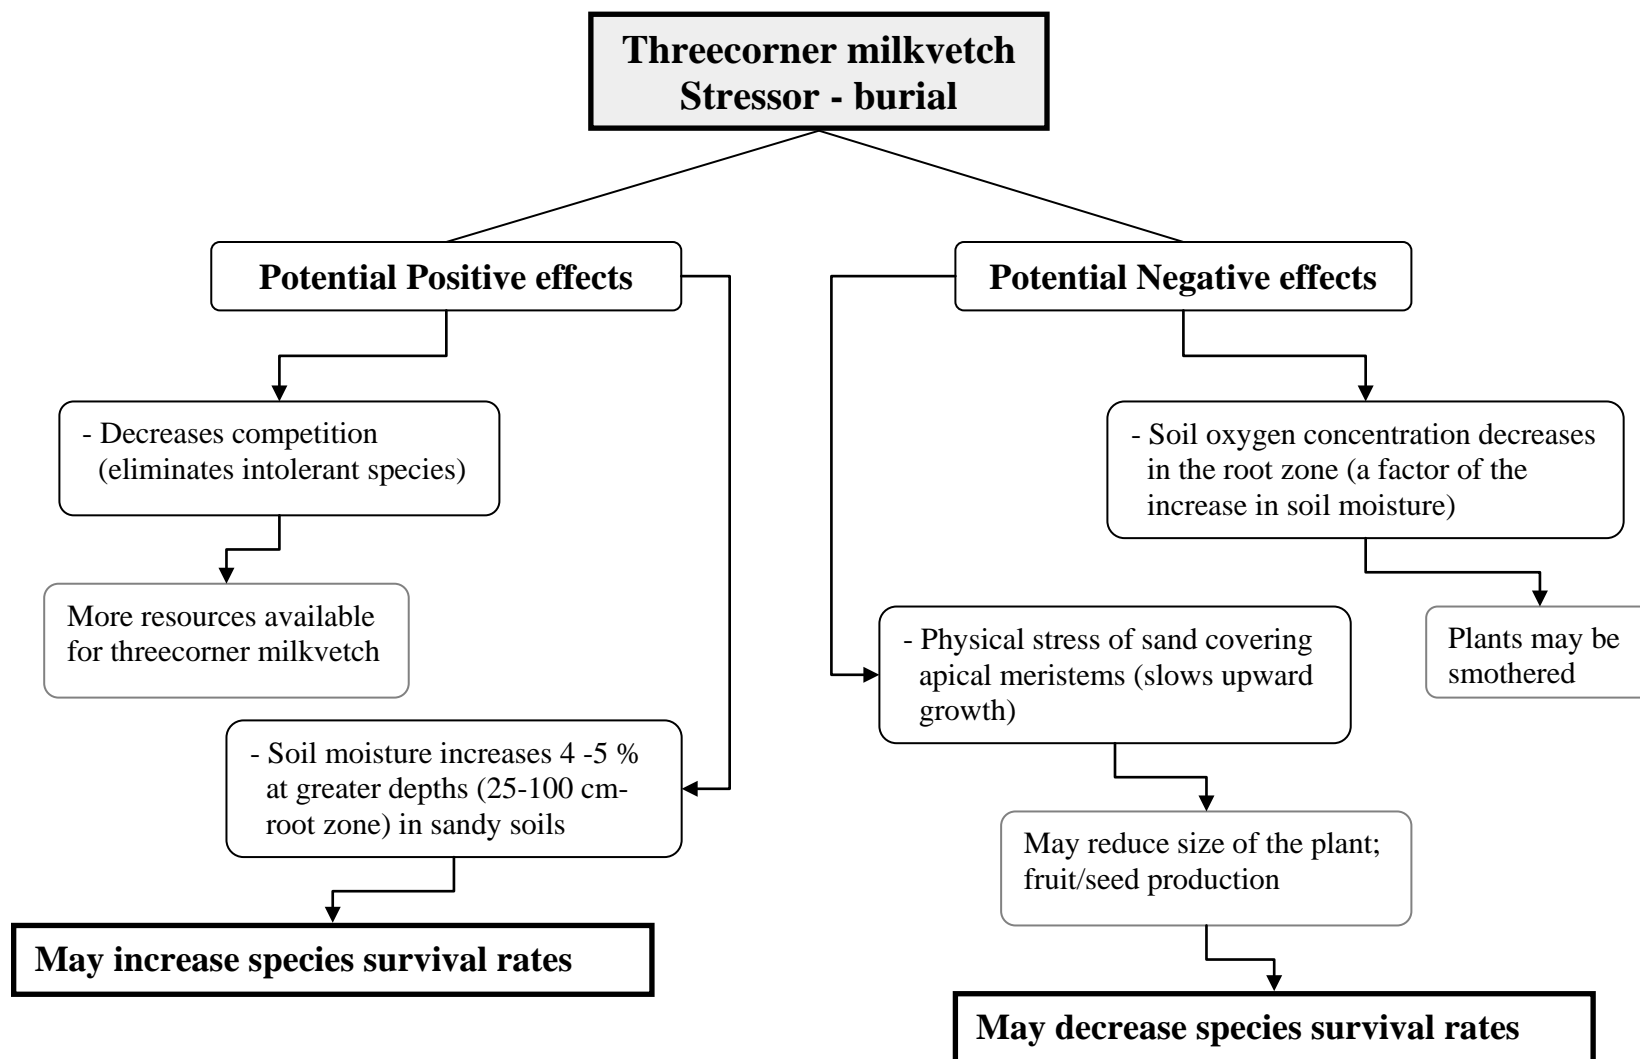 Threecorner milkvetch
Stressor - burial
Potential Positive effects
Potential Negative effects
- Decreases competition
(eliminates intolerant species)
- Soil oxygen concentration decreases
in the root zone (a factor of the
increase in soil moisture)
More resources available
for threecorner milkvetch
- Physical stress of sand covering
apical meristems (slows upward
growth)
Plants may be
smothered
- Soil moisture increases 4 -5 %
at greater depths (25-100 cm-
root zone) in sandy soils
May reduce size of the plant;
fruit/seed production
May increase species survival rates
May decrease species survival rates